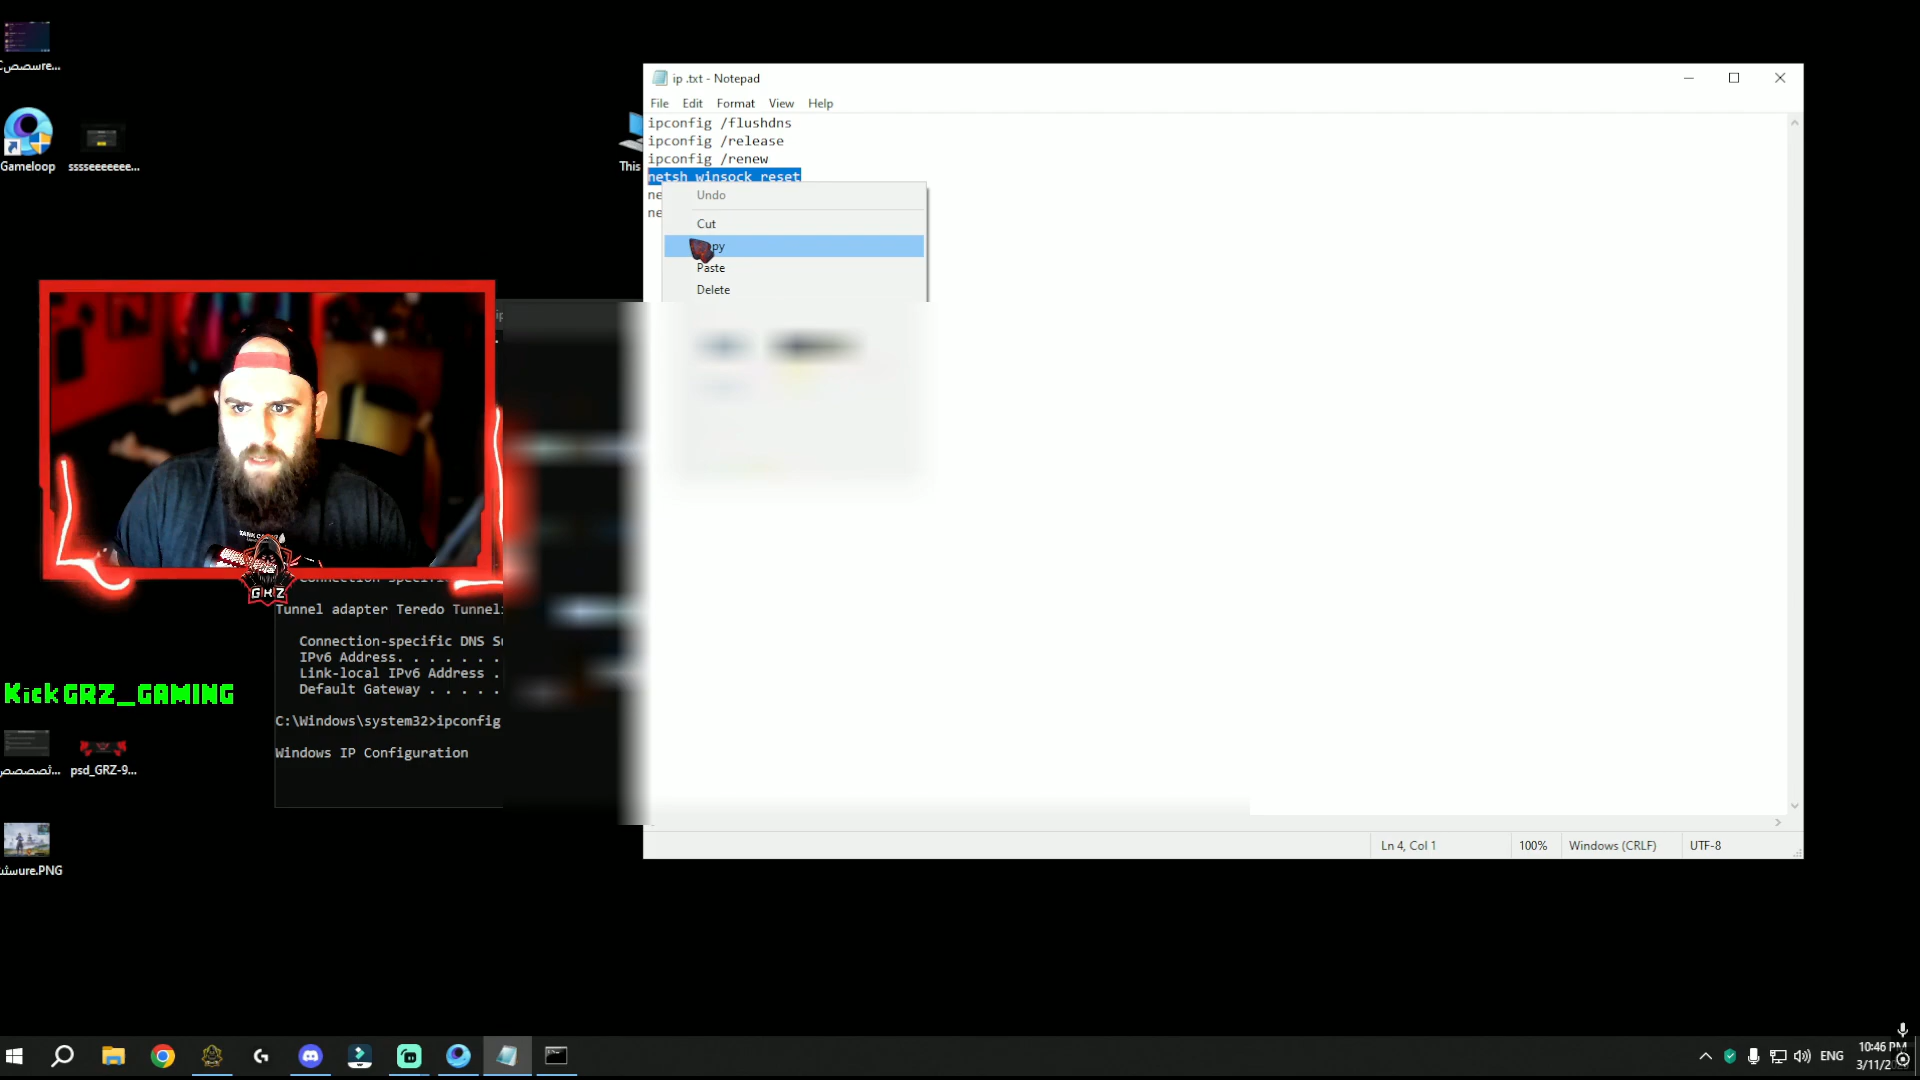 ip .txt - Notepad
File Edit Format View Help
ipconfig /flushdns
ipconfig /release
ipconfig /renew
netsh winsock reset
ne
ne
Undo
Cut
Paste
Delete
Gameloop
ssseeeeeee...
This
GRZ
Tunnel adapter Teredo
Connection-specific DNS
IPv6 Address. . . . . . .
Link-local IPv6 Address .
Default Gateway . . . . .
C:\Windows\system32>ipconfig
Windows IP Configuration
Kick GRZ_GAMING
psd_GRZ-9...
Ln 4, Col 1
100%
Windows (CRLF)
UTF-8
ENG
10:46 PM